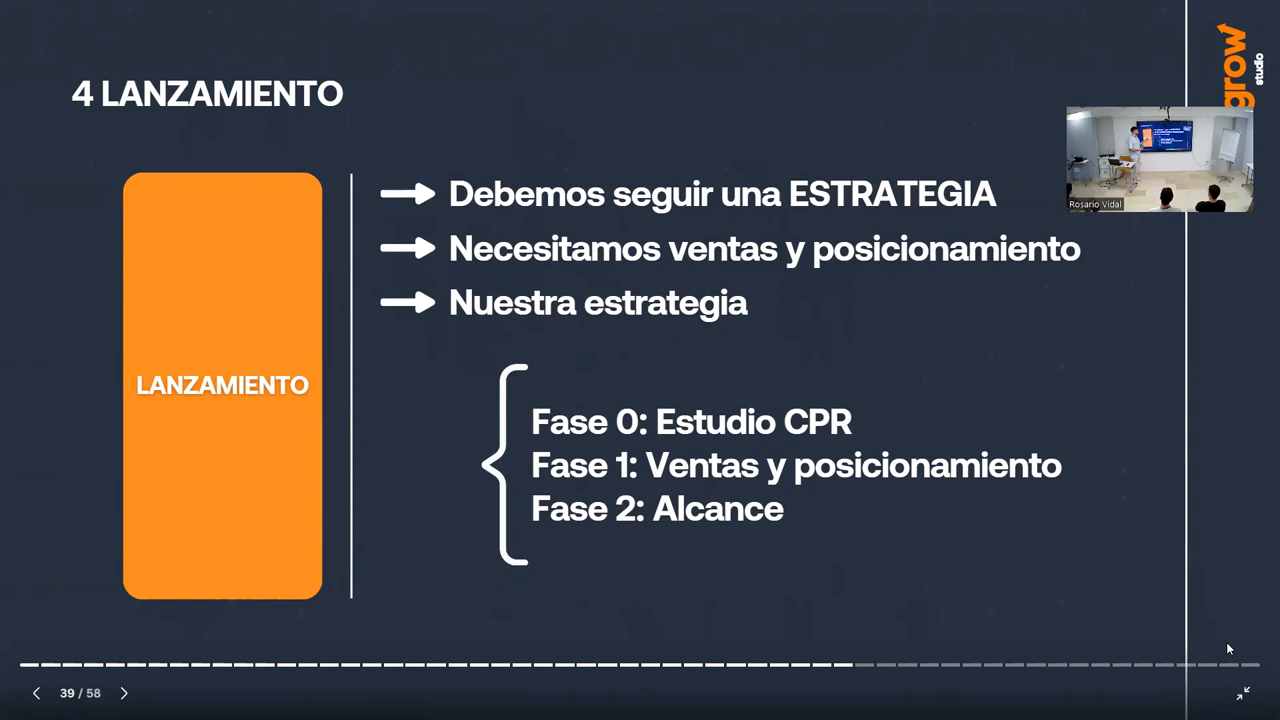 4 LANZAMIENTO
grow
studio
LANZAMIENTO
Debemos seguir una ESTRATEGIA
Necesitamos ventas y posicionamiento
Nuestra estrategia
Fase 0: Estudio CPR
Fase 1: Ventas y posicionamiento
Fase 2: Alcance
Rosario Vidal
39 / 58